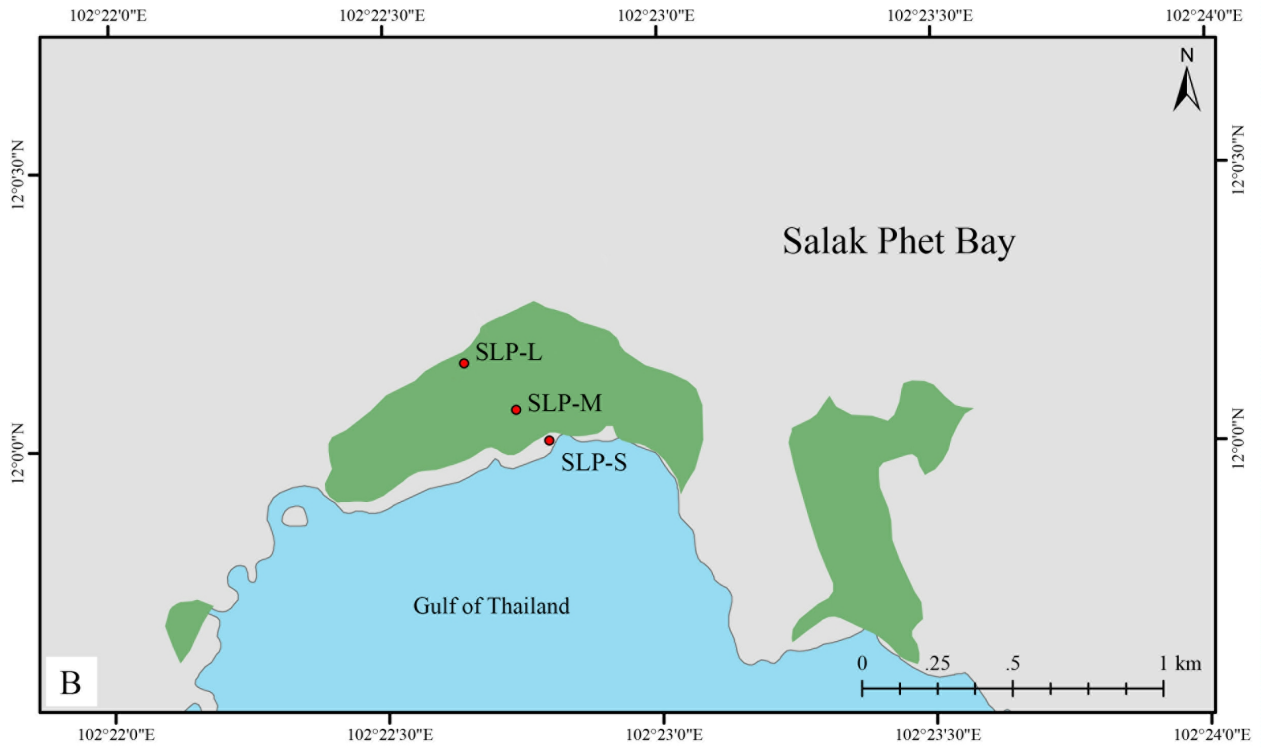 102°22'0"E 102°22'30"E 102°23'0"E 102°23'30"E 102°24'0"E
N
12°0'30"N 12°0'30"N
Salak Phet Bay
SLP-L
SLP-M
12°0'0"N 12°0'0"N
SLP-S
Gulf of Thailand
0 .25 .5 1 km
B
102°22'0"E 102°22'30"E 102°23'0"E 102°23'30"E 102°24'0"E